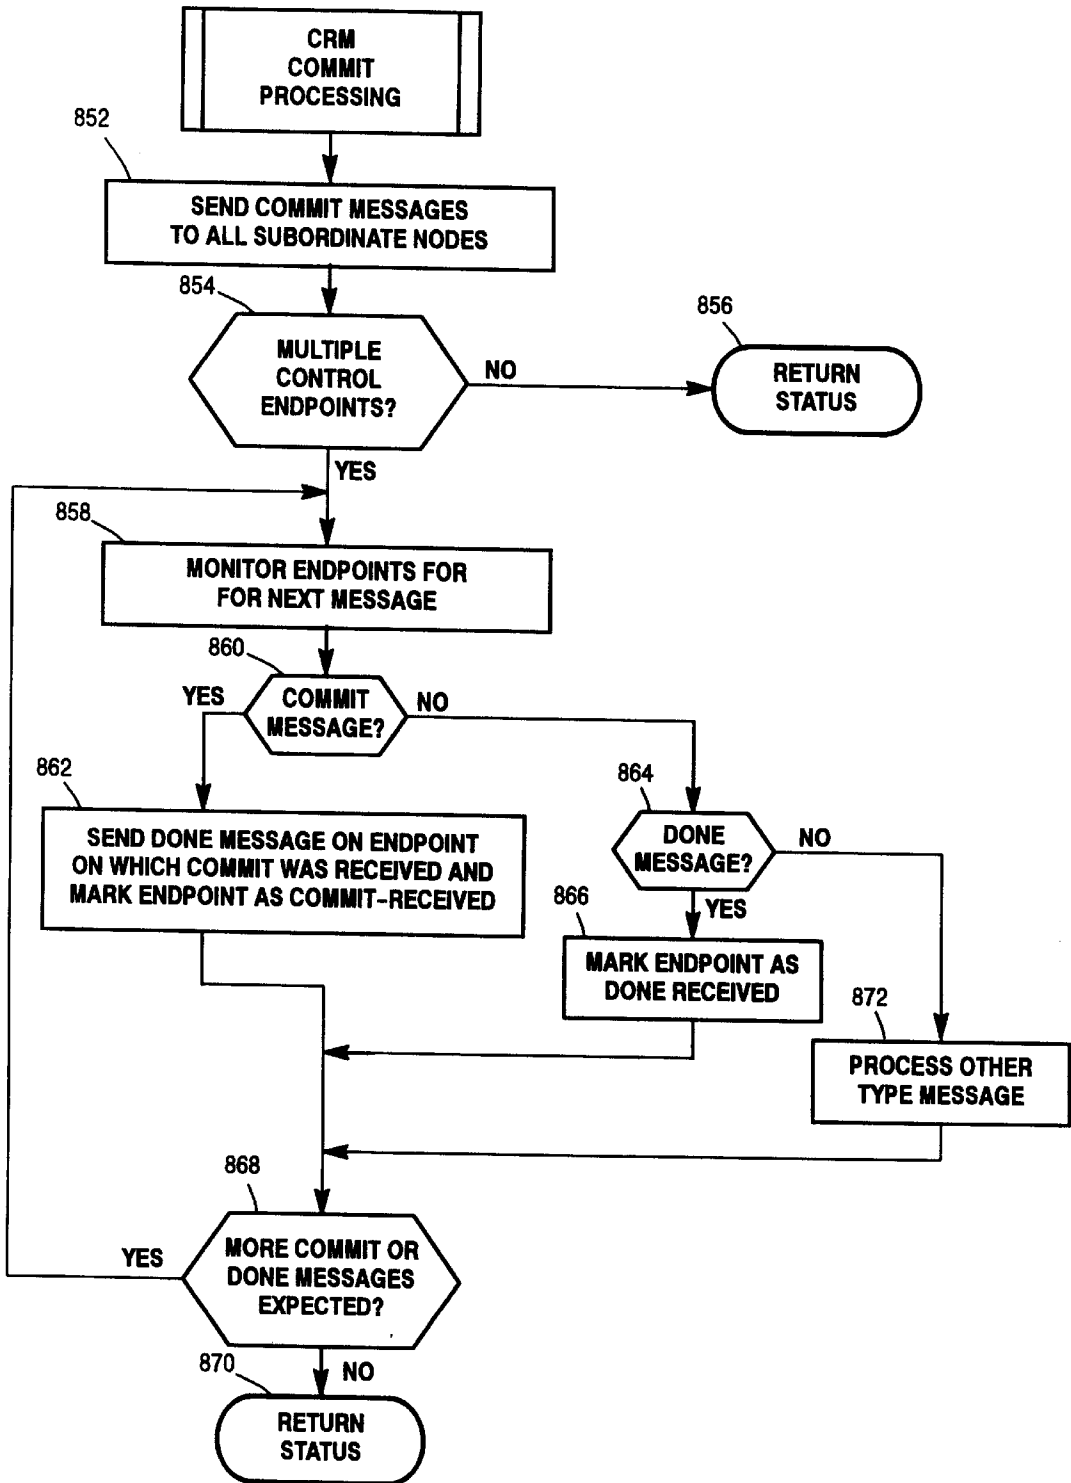 CRM
COMMIT
PROCESSING
852
SEND COMMIT MESSAGES
TO ALL SUBORDINATE NODES
854
MULTIPLE
CONTROL
ENDPOINTS?
NO
856
RETURN
STATUS
YES
858
MONITOR ENDPOINTS FOR
FOR NEXT MESSAGE
860
COMMIT
MESSAGE?
YES
NO
862
SEND DONE MESSAGE ON ENDPOINT
ON WHICH COMMIT WAS RECEIVED AND
MARK ENDPOINT AS COMMIT-RECEIVED
864
DONE
MESSAGE?
NO
YES
866
MARK ENDPOINT AS
DONE RECEIVED
872
PROCESS OTHER
TYPE MESSAGE
868
MORE COMMIT OR
DONE MESSAGES
EXPECTED?
YES
NO
870
RETURN
STATUS